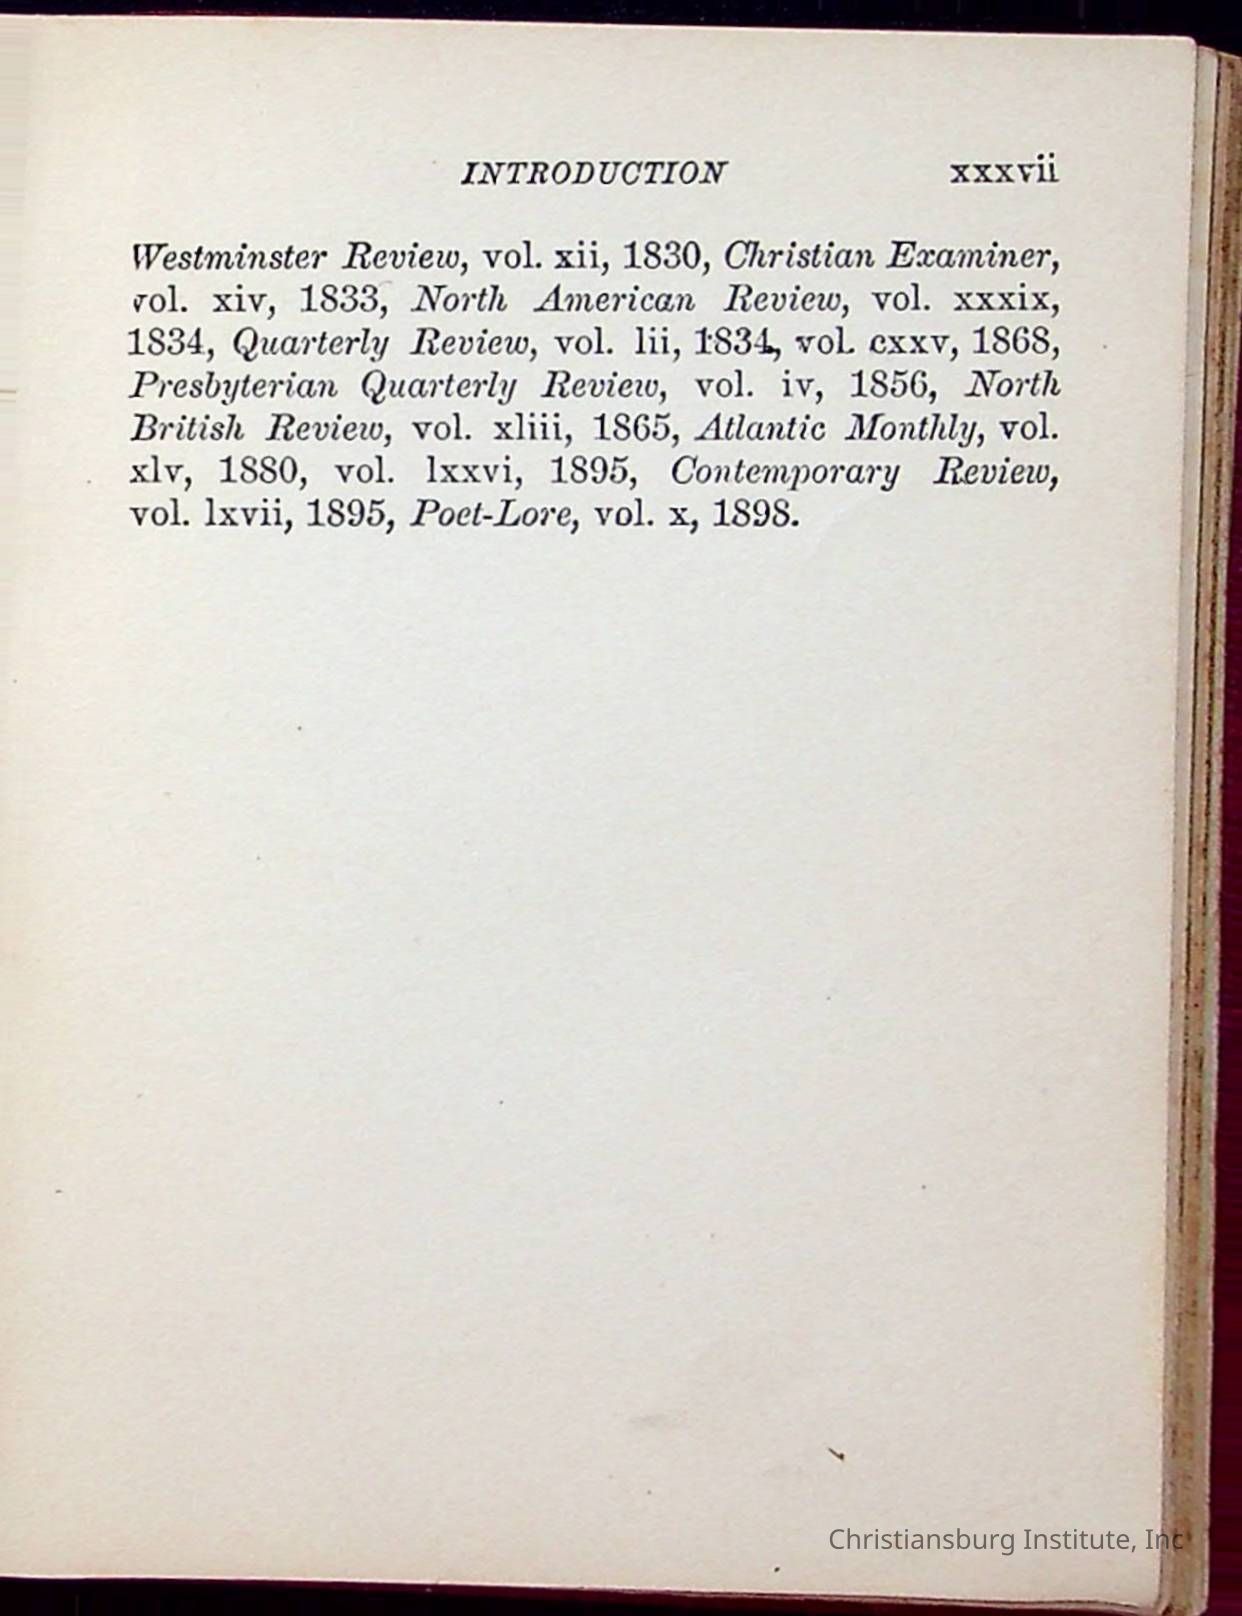 INTRODUCTION xxxvii
Westminster Review, vol. xii, 1830, Christian Examiner,
vol. xiv, 1833, North American Review, vol. xxxix,
1834, Quarterly Review, vol. lii, 1834, vol. cxxv, 1868,
Presbyterian Quarterly Review, vol. iv, 1856, North
British Review, vol. xliii, 1865, Atlantic Monthly, vol.
xlv, 1880, vol. lxxvi, 1895, Contemporary Review,
vol. lxvii, 1895, Poet-Lore, vol. x, 1898.
Christiansburg Institute, Inc